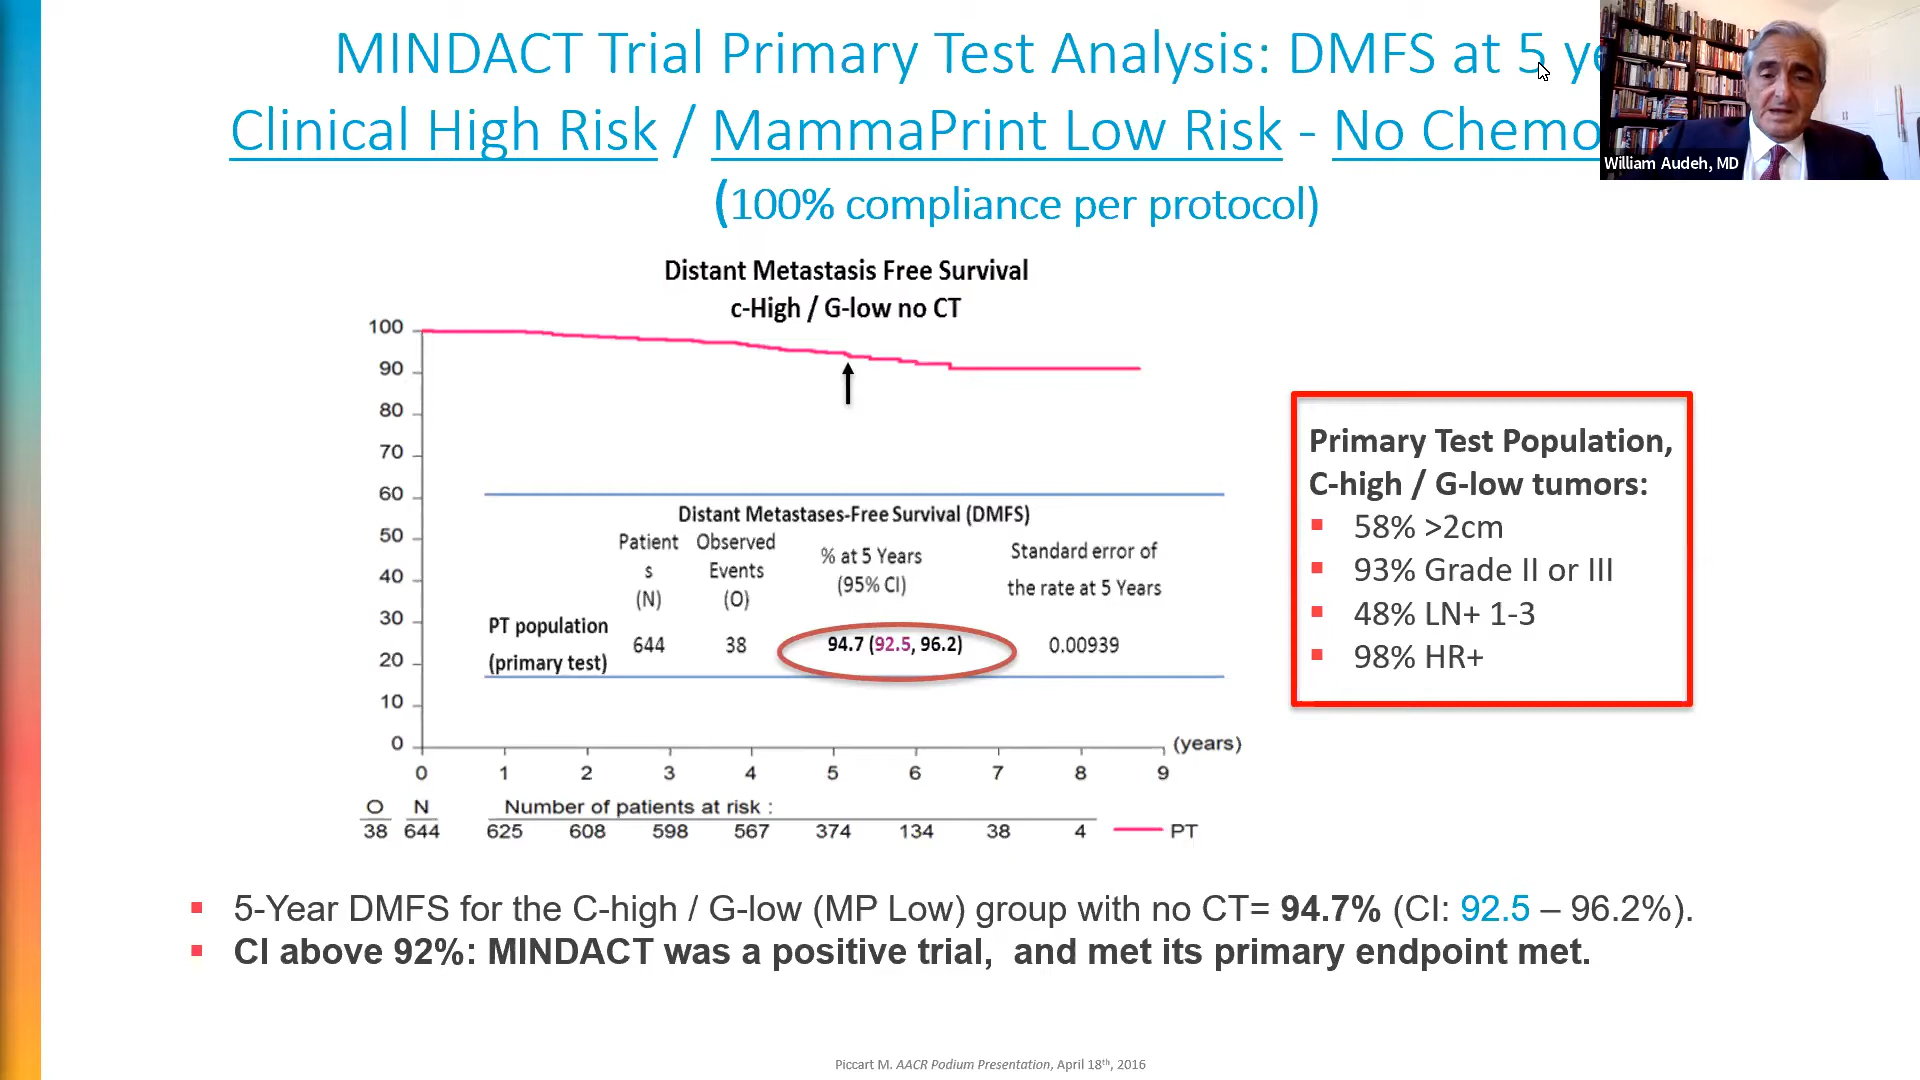 MINDACT Trial Primary Test Analysis: DMFS at 5
Clinical High Risk / MammaPrint Low Risk - No Chemo
(100% compliance per protocol)
William Audeh, MD
Distant Metastasis Free Survival
c-High / G-low no CT
100
90
80
70
60
50
40
30
20
10
0
Distant Metastases-Free Survival (DMFS)
Patient
s
(N)
Observed
Events
(O)
% at 5 Years
(95% CI)
Standard error of
the rate at 5 Years
PT population
(primary test)
644 38 94.7 (92.5, 96.2) 0.00939
(years)
0 1 2 3 4 5 6 7 8 9
O N Number of patients at risk :
38 644 625 608 598 567 374 134 38 4 PT
Primary Test Population,
C-high / G-low tumors:
▪ 58% >2cm
▪ 93% Grade II or III
▪ 48% LN+ 1-3
▪ 98% HR+
▪ 5-Year DMFS for the C-high / G-low (MP Low) group with no CT= 94.7% (CI: 92.5 – 96.2%).
▪ CI above 92%: MINDACT was a positive trial, and met its primary endpoint met.
Piccart M. AACR Podium Presentation, April 18th, 2016